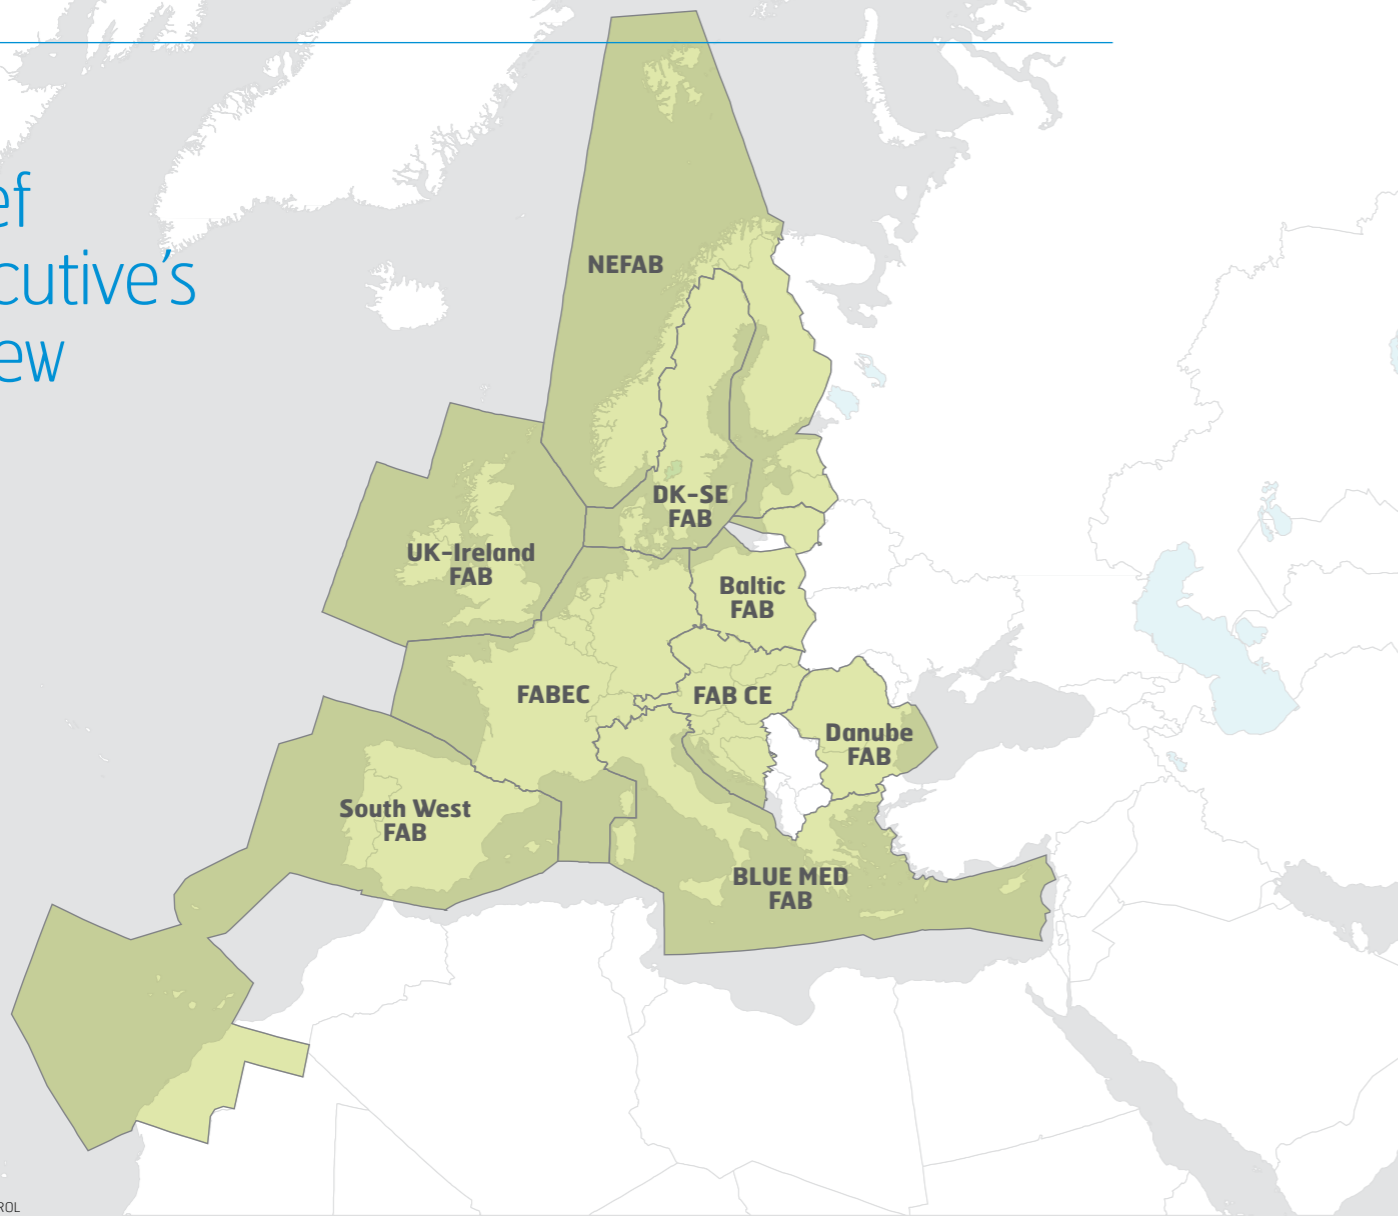 ef
cutive’s
ew
NEFAB
DK–SE
FAB
UK–Ireland
FAB
Baltic
FAB
FABEC
FAB CE
Danube
FAB
South West
FAB
BLUE MED
FAB
ROL